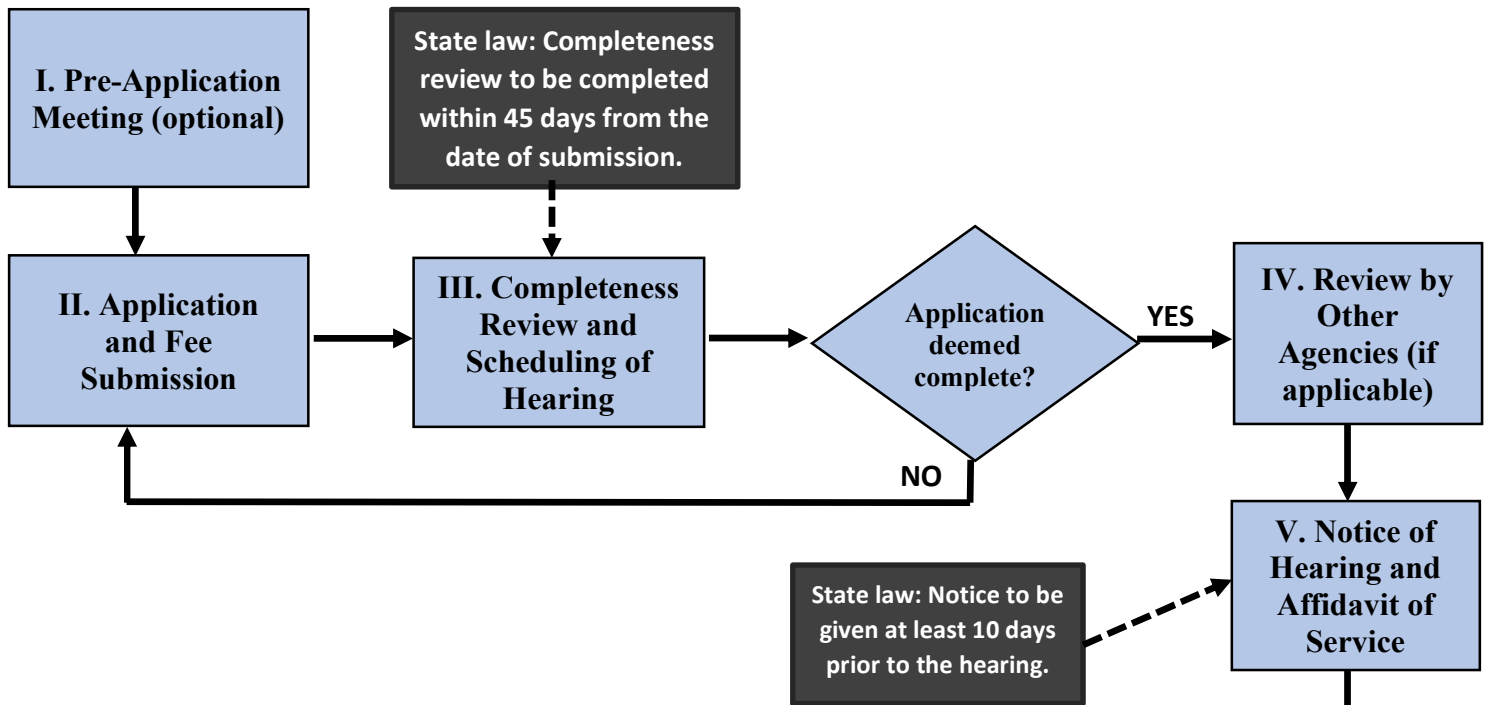 I. Pre-Application
Meeting (optional)
State law: Completeness
review to be completed
within 45 days from the
date of submission.
II. Application
and Fee
Submission
III. Completeness
Review and
Scheduling of
Hearing
Application
deemed
complete?
YES
NO
IV. Review by
Other
Agencies (if
applicable)
State law: Notice to be
given at least 10 days
prior to the hearing.
V. Notice of
Hearing and
Affidavit of
Service